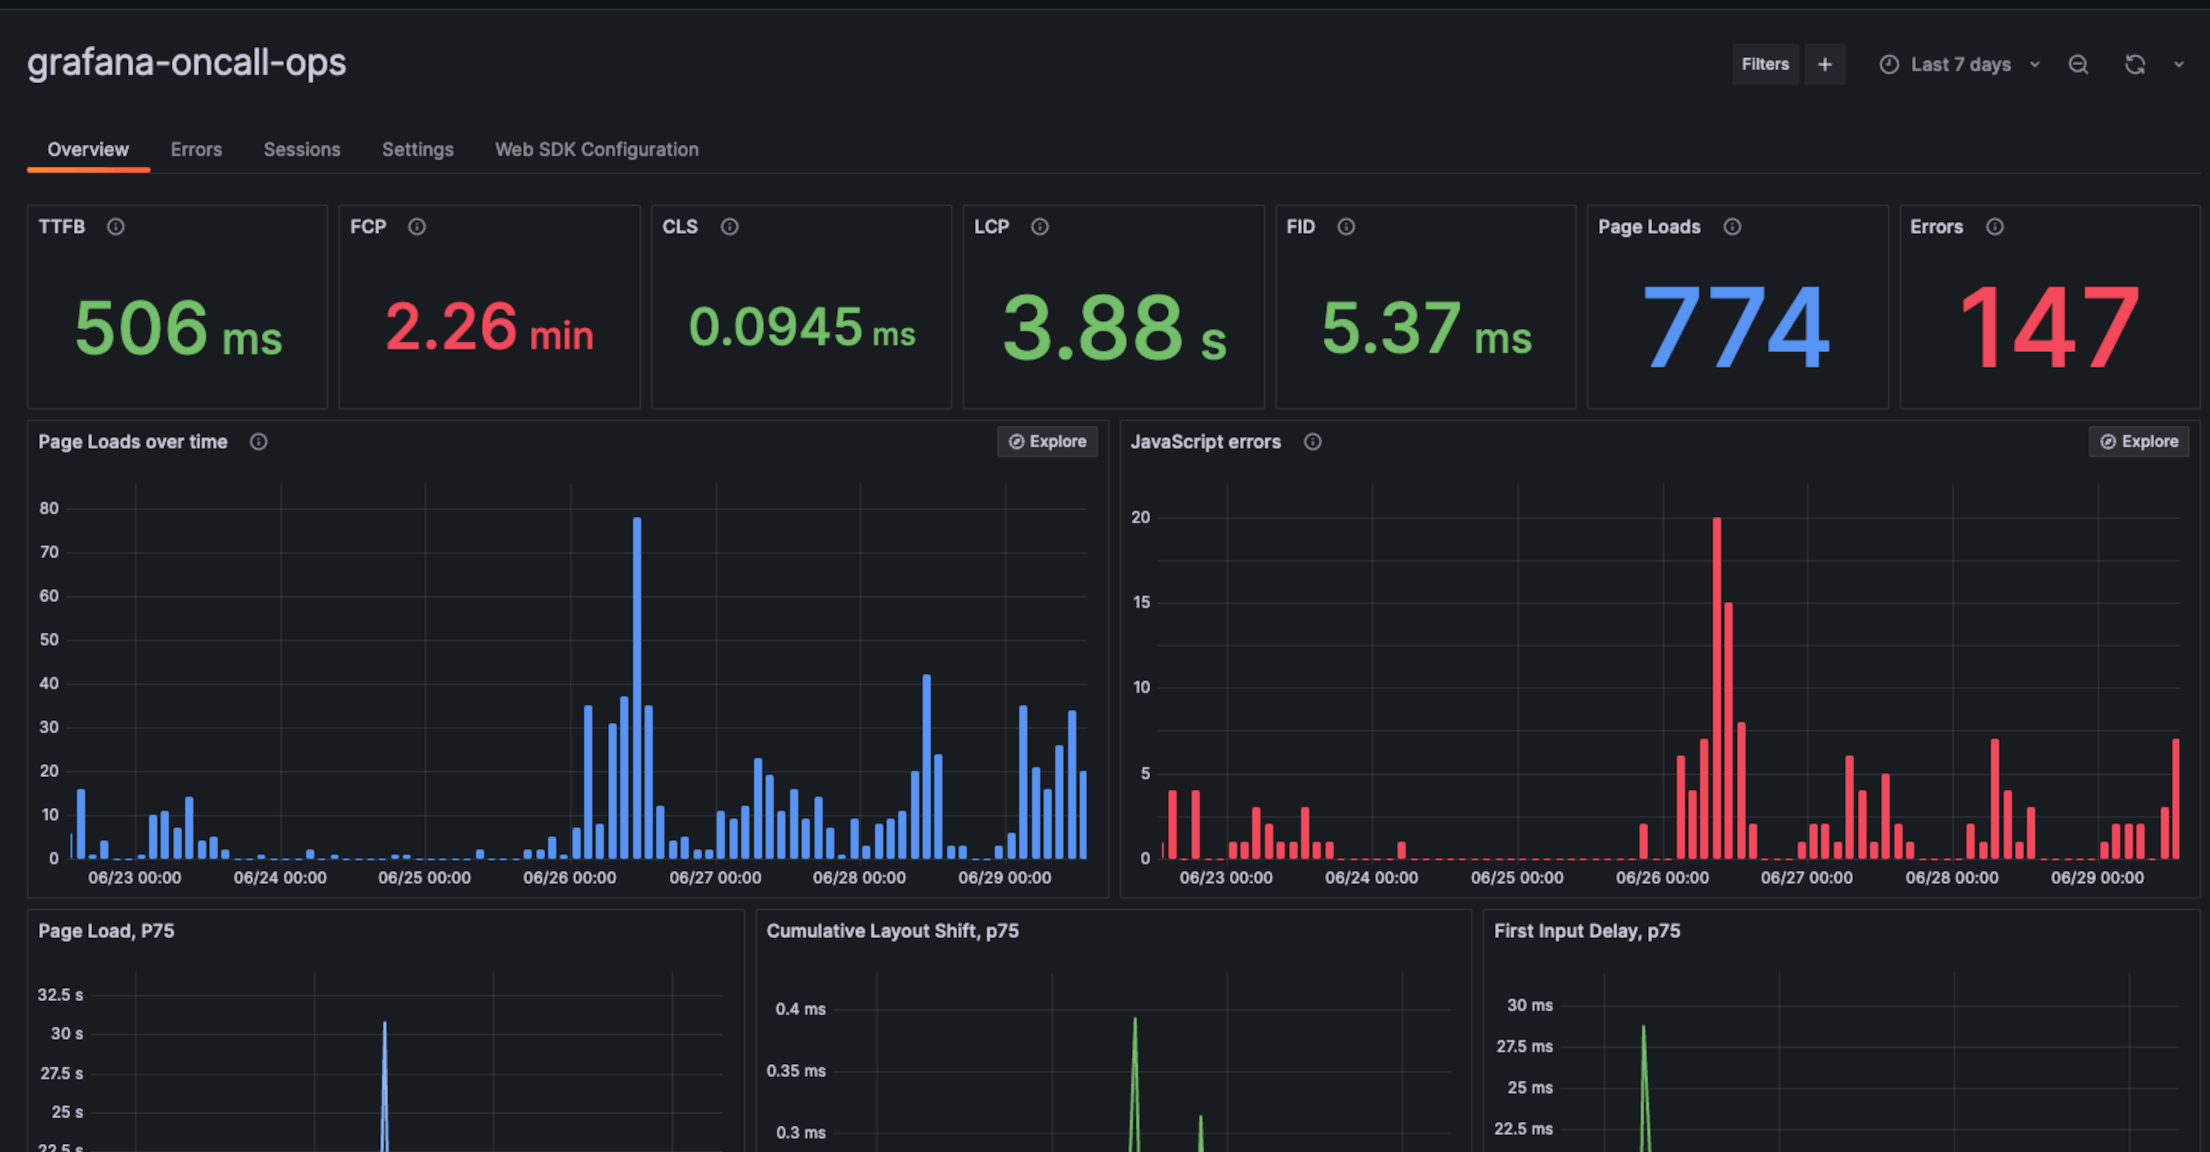 grafana-oncall-ops
Filters + Last 7 days
Overview Errors Sessions Settings Web SDK Configuration
TTFB FCP CLS LCP FID Page Loads Errors
506 ms 2.26 min 0.0945 ms 3.88 s 5.37 ms 774 147
Page Loads over time Explore
80
70
60
50
40
30
20
10
0
06/23 00:00 06/24 00:00 06/25 00:00 06/26 00:00 06/27 00:00 06/28 00:00 06/29 00:00
JavaScript errors Explore
20
15
10
5
0
06/23 00:00 06/24 00:00 06/25 00:00 06/26 00:00 06/27 00:00 06/28 00:00 06/29 00:00
Page Load, P75
32.5 s
30 s
27.5 s
25 s
22.5 s
Cumulative Layout Shift, p75
0.4 ms
0.35 ms
0.3 ms
First Input Delay, p75
30 ms
27.5 ms
25 ms
22.5 ms